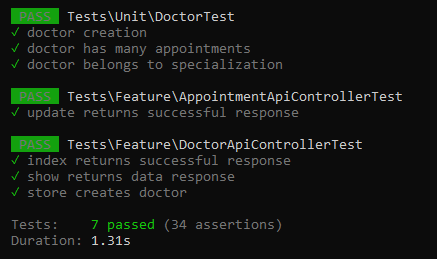 PASS Tests\Unit\DoctorTest
✓ doctor creation
✓ doctor has many appointments
✓ doctor belongs to specialization
PASS Tests\Feature\AppointmentApiControllerTest
✓ update returns successful response
PASS Tests\Feature\DoctorApiControllerTest
✓ index returns successful response
✓ show returns data response
✓ store creates doctor
Tests: 7 passed (34 assertions)
Duration: 1.31s